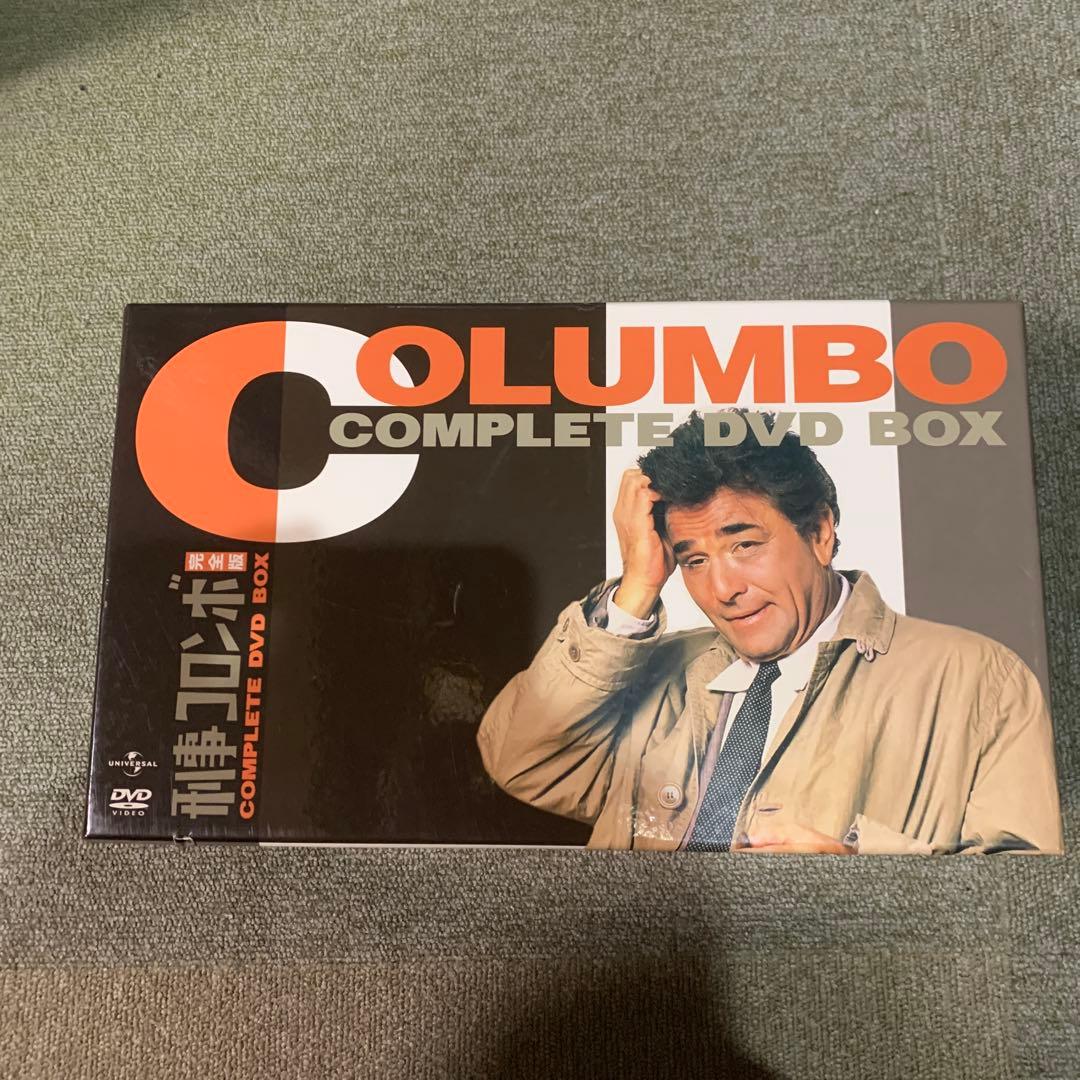 COLUMBO
COMPLETE DVD BOX
刑事コロンボ 完全版
COMPLETE DVD BOX
UNIVERSAL
DVD
VIDEO